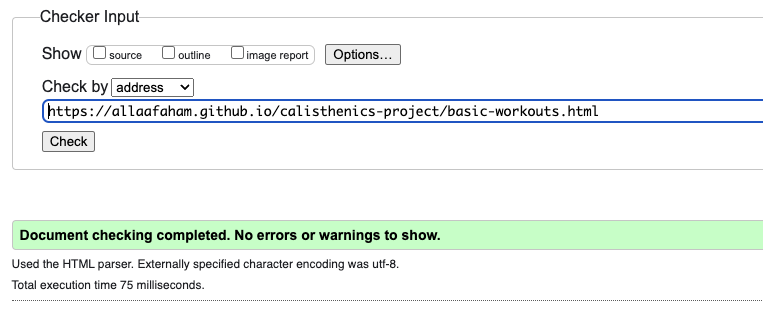 Checker Input
Show source outline image report Options...
Check by address
https://allaafaham.github.io/calisthenics-project/basic-workouts.html
Check
Document checking completed. No errors or warnings to show.
Used the HTML parser. Externally specified character encoding was utf-8.
Total execution time 75 milliseconds.